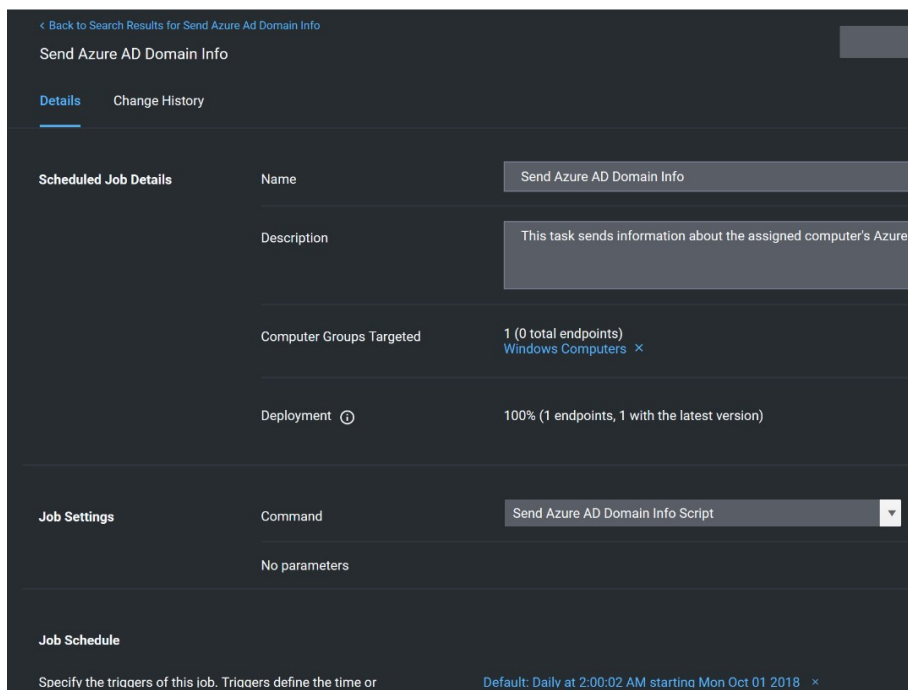 < Back to Search Results for Send Azure Ad Domain Info
Send Azure AD Domain Info
Details Change History
Scheduled Job Details
Name
Send Azure AD Domain Info
Description
This task sends information about the assigned computer's Azure
Computer Groups Targeted
1 (0 total endpoints)
Windows Computers ×
Deployment
100% (1 endpoints, 1 with the latest version)
Job Settings
Command
Send Azure AD Domain Info Script
No parameters
Job Schedule
Specify the triggers of this job. Triggers define the time or
Default: Daily at 2:00:02 AM starting Mon Oct 01 2018 ×